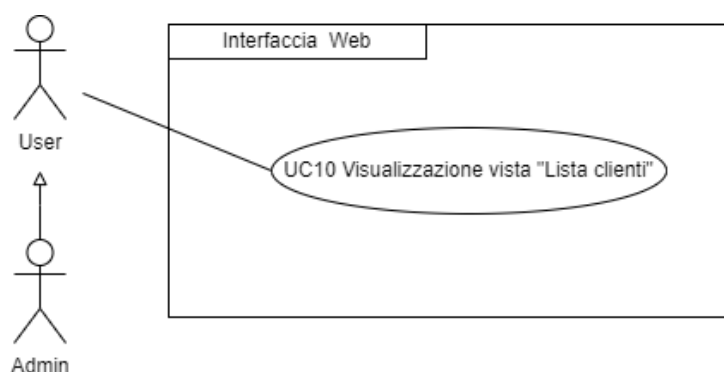 Interfaccia Web
User
UC10 Visualizzazione vista "Lista clienti"
Admin